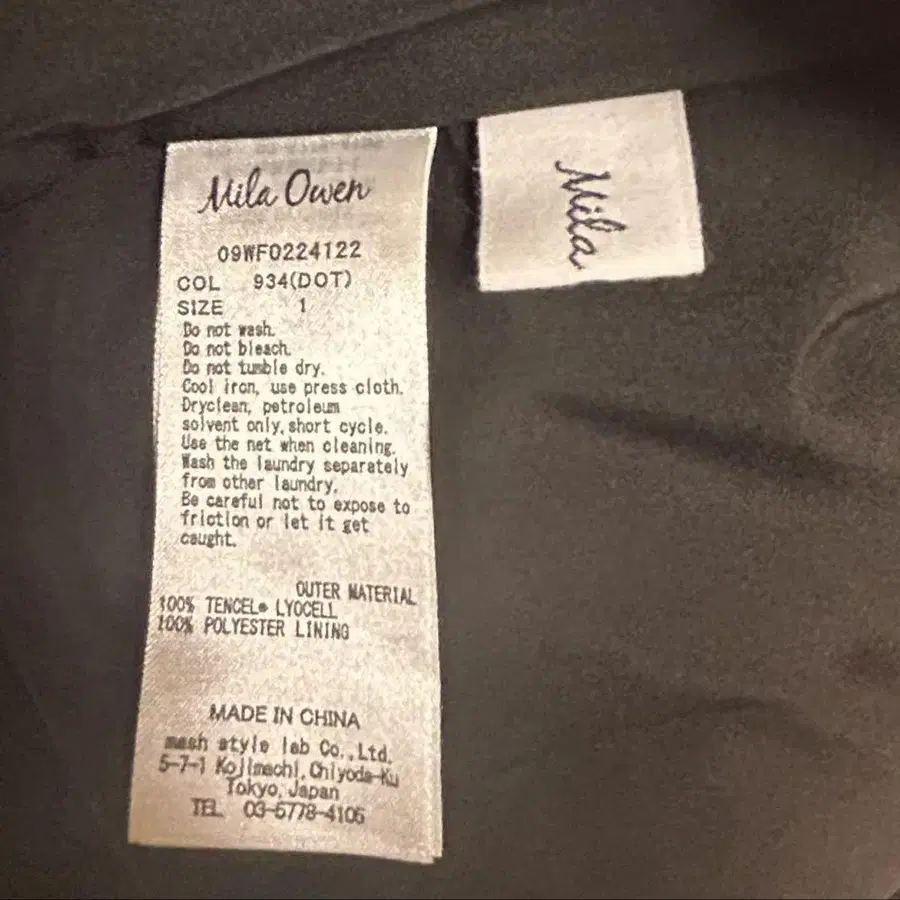 Mila Owen
09WF0224122
COL 934(DOT)
SIZE 1
Do not wash.
Do not bleach.
Do not tumble dry.
Cool iron, use press cloth.
Dryclean, petroleum
solvent only, short cycle.
Use the net when cleaning.
Wash the laundry separately
from other laundry.
Be careful not to expose to
friction or let it get
caught.
OUTER MATERIAL
100% TENCEL® LYOCELL
100% POLYESTER LINING
MADE IN CHINA
mash style lab Co., Ltd.
5-7-1 Kojimachi, Chiyoda-Ku
Tokyo, Japan
TEL 03-5778-4106
Mila